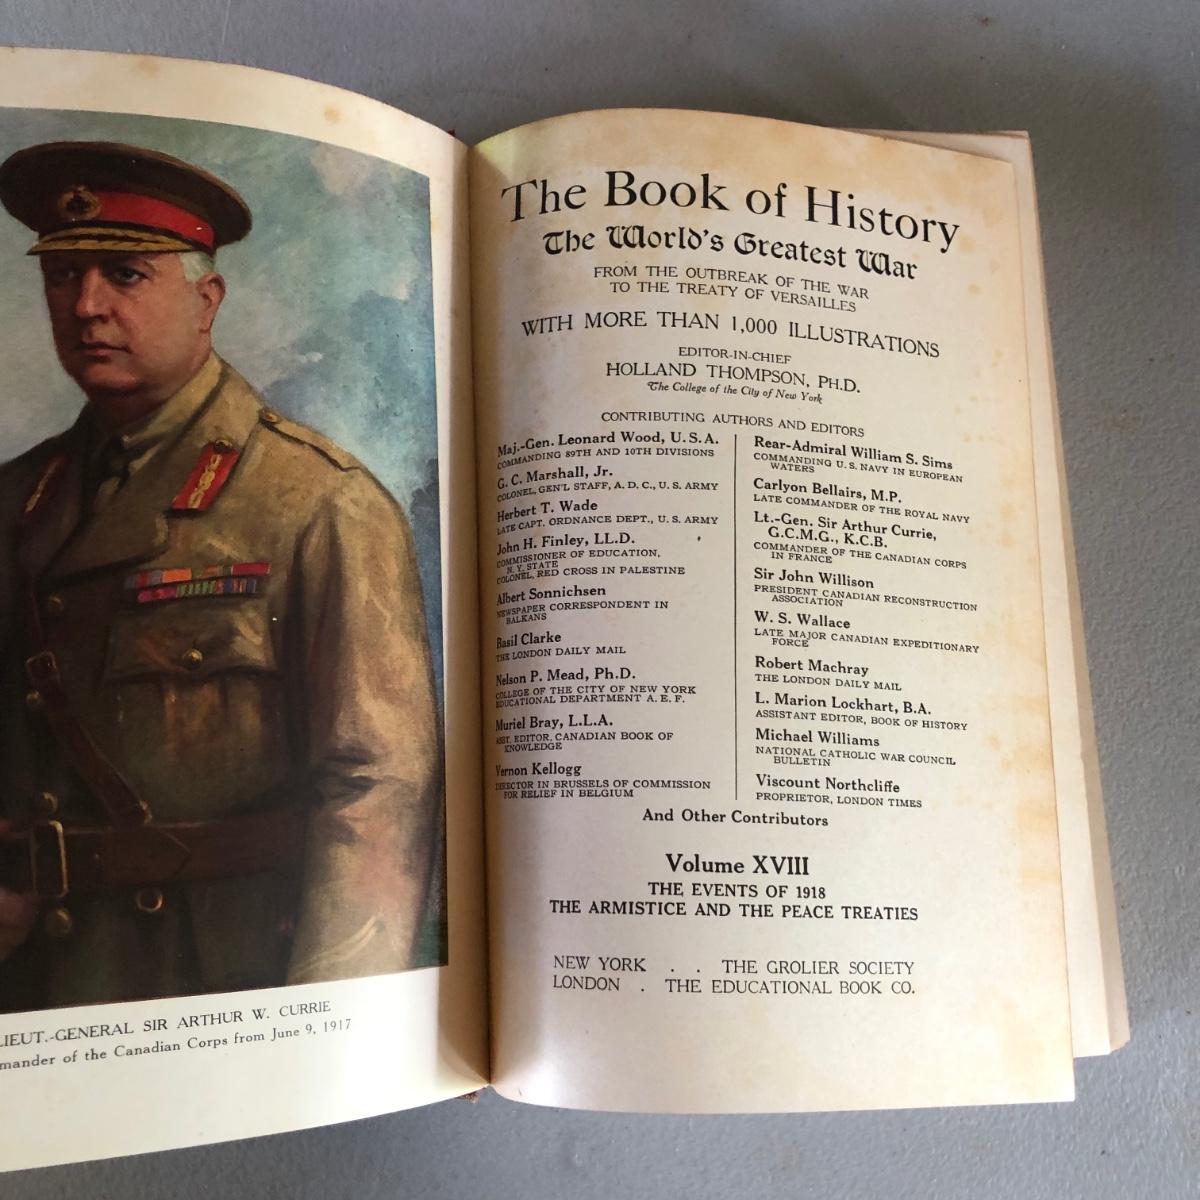 LIEUT.-GENERAL SIR ARTHUR W. CURRIE
mander of the Canadian Corps from June 9, 1917
The Book of History
The World's Greatest War
FROM THE OUTBREAK OF THE WAR
TO THE TREATY OF VERSAILLES
WITH MORE THAN 1,000 ILLUSTRATIONS
EDITOR-IN-CHIEF
HOLLAND THOMPSON, PH.D.
The College of the City of New York
CONTRIBUTING AUTHORS AND EDITORS
Maj.-Gen. Leonard Wood, U.S.A.
COMMANDING 89TH AND 10TH DIVISIONS
G. C. Marshall, Jr.
COLONEL, GEN'L STAFF, A. D. C., U. S. ARMY
Herbert T. Wade
LATE CAPT. ORDNANCE DEPT., U. S. ARMY
John H. Finley, LL.D.
COMMISSIONER OF EDUCATION,
N. Y. STATE
COLONEL, RED CROSS IN PALESTINE
Albert Sonnichsen
NEWSPAPER CORRESPONDENT IN
BALKANS
Basil Clarke
THE LONDON DAILY MAIL
Nelson P. Mead, Ph.D.
COLLEGE OF THE CITY OF NEW YORK
EDUCATIONAL DEPARTMENT A. E. F.
Muriel Bray, L.L.A.
ASST. EDITOR, CANADIAN BOOK OF
KNOWLEDGE
Vernon Kellogg
DIRECTOR IN BRUSSELS OF COMMISSION
FOR RELIEF IN BELGIUM
Rear-Admiral William S. Sims
COMMANDING U. S. NAVY IN EUROPEAN
WATERS
Carlyon Bellairs, M.P.
LATE COMMANDER OF THE ROYAL NAVY
Lt.-Gen. Sir Arthur Currie,
G.C.M.G., K.C.B.
COMMANDER OF THE CANADIAN CORPS
IN FRANCE
Sir John Willison
PRESIDENT CANADIAN RECONSTRUCTION
ASSOCIATION
W. S. Wallace
LATE MAJOR CANADIAN EXPEDITIONARY
FORCE
Robert Machray
THE LONDON DAILY MAIL
L. Marion Lockhart, B.A.
ASSISTANT EDITOR, BOOK OF HISTORY
Michael Williams
NATIONAL CATHOLIC WAR COUNCIL
BULLETIN
Viscount Northcliffe
PROPRIETOR, LONDON TIMES
And Other Contributors
Volume XVIII
THE EVENTS OF 1918
THE ARMISTICE AND THE PEACE TREATIES
NEW YORK . . THE GROLIER SOCIETY
LONDON . THE EDUCATIONAL BOOK CO.